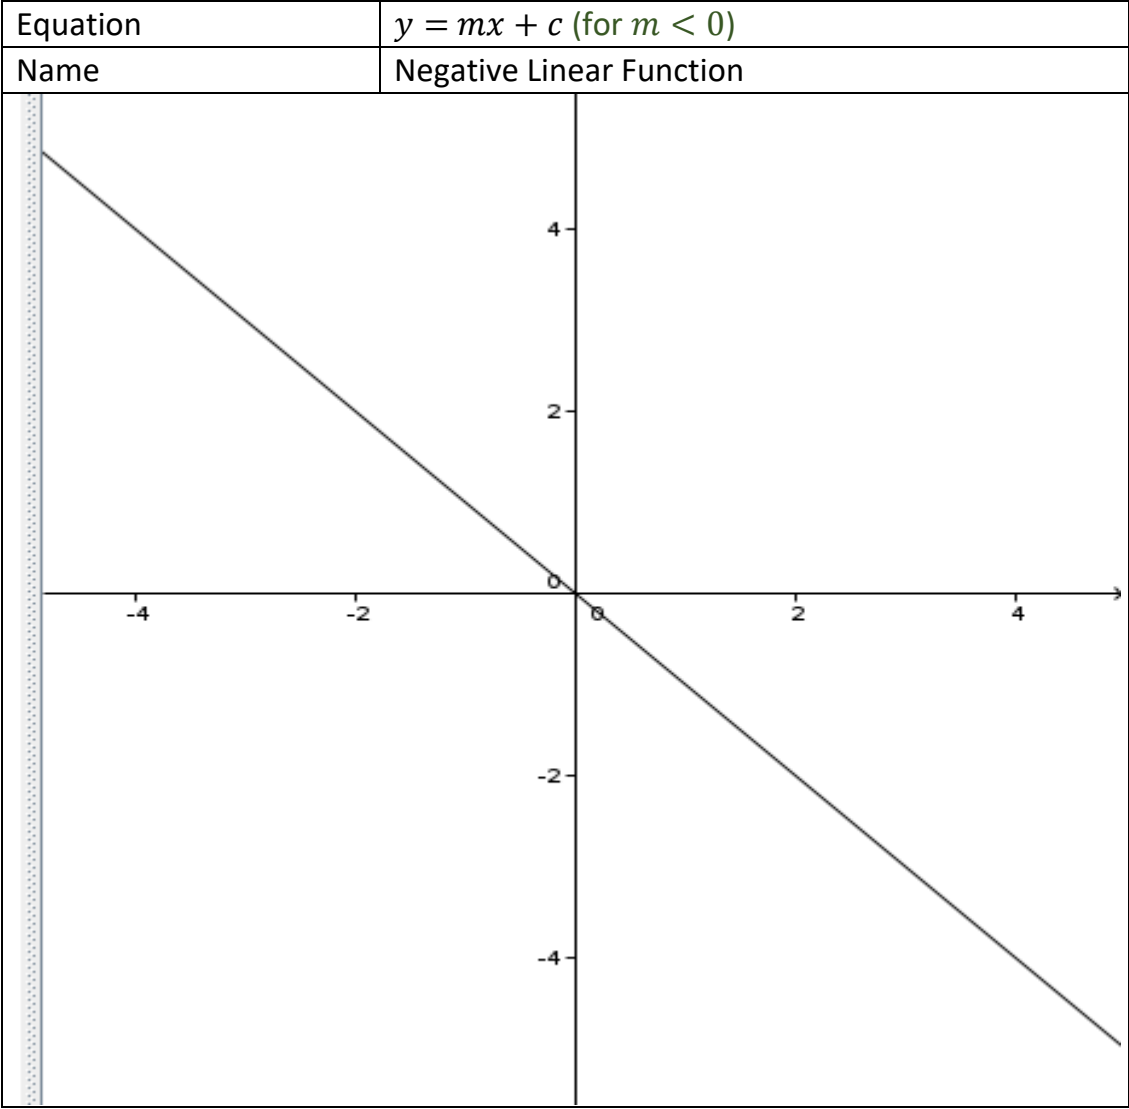 Equation y = mx + c (for m < 0)
Name Negative Linear Function
4
2
0
-4 -2 0 2 4
-2
-4